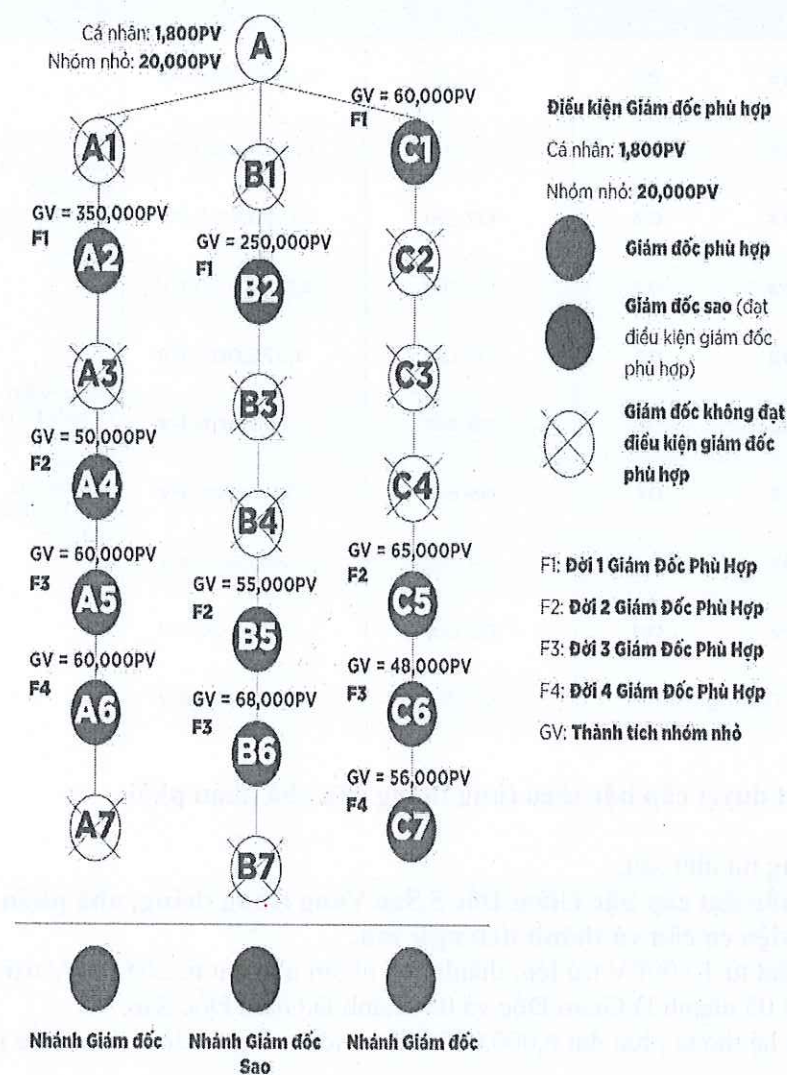 Cá nhân: 1,800PV
Nhóm nhỏ: 20,000PV
A
GV = 60,000PV
F1
A1
B1
C1
GV = 350,000PV
F1
A2
GV = 250,000PV
F1
B2
C2
A3
B3
C3
GV = 50,000PV
F2
A4
B4
C4
GV = 60,000PV
F3
A5
GV = 55,000PV
F2
B5
GV = 65,000PV
F2
C5
GV = 60,000PV
F4
A6
GV = 68,000PV
F3
B6
GV = 48,000PV
F3
C6
A7
B7
GV = 56,000PV
F4
C7
Điều kiện Giám đốc phù hợp
Cá nhân: 1,800PV
Nhóm nhỏ: 20,000PV
Giám đốc phù hợp
Giám đốc sao (đạt
điều kiện giám đốc
phù hợp)
Giám đốc không đạt
điều kiện giám đốc
phù hợp
F1: Đời 1 Giám Đốc Phù Hợp
F2: Đời 2 Giám Đốc Phù Hợp
F3: Đời 3 Giám Đốc Phù Hợp
F4: Đời 4 Giám Đốc Phù Hợp
GV: Thành tích nhóm nhỏ
Nhánh Giám đốc
Nhánh Giám đốc
Sao
Nhánh Giám đốc